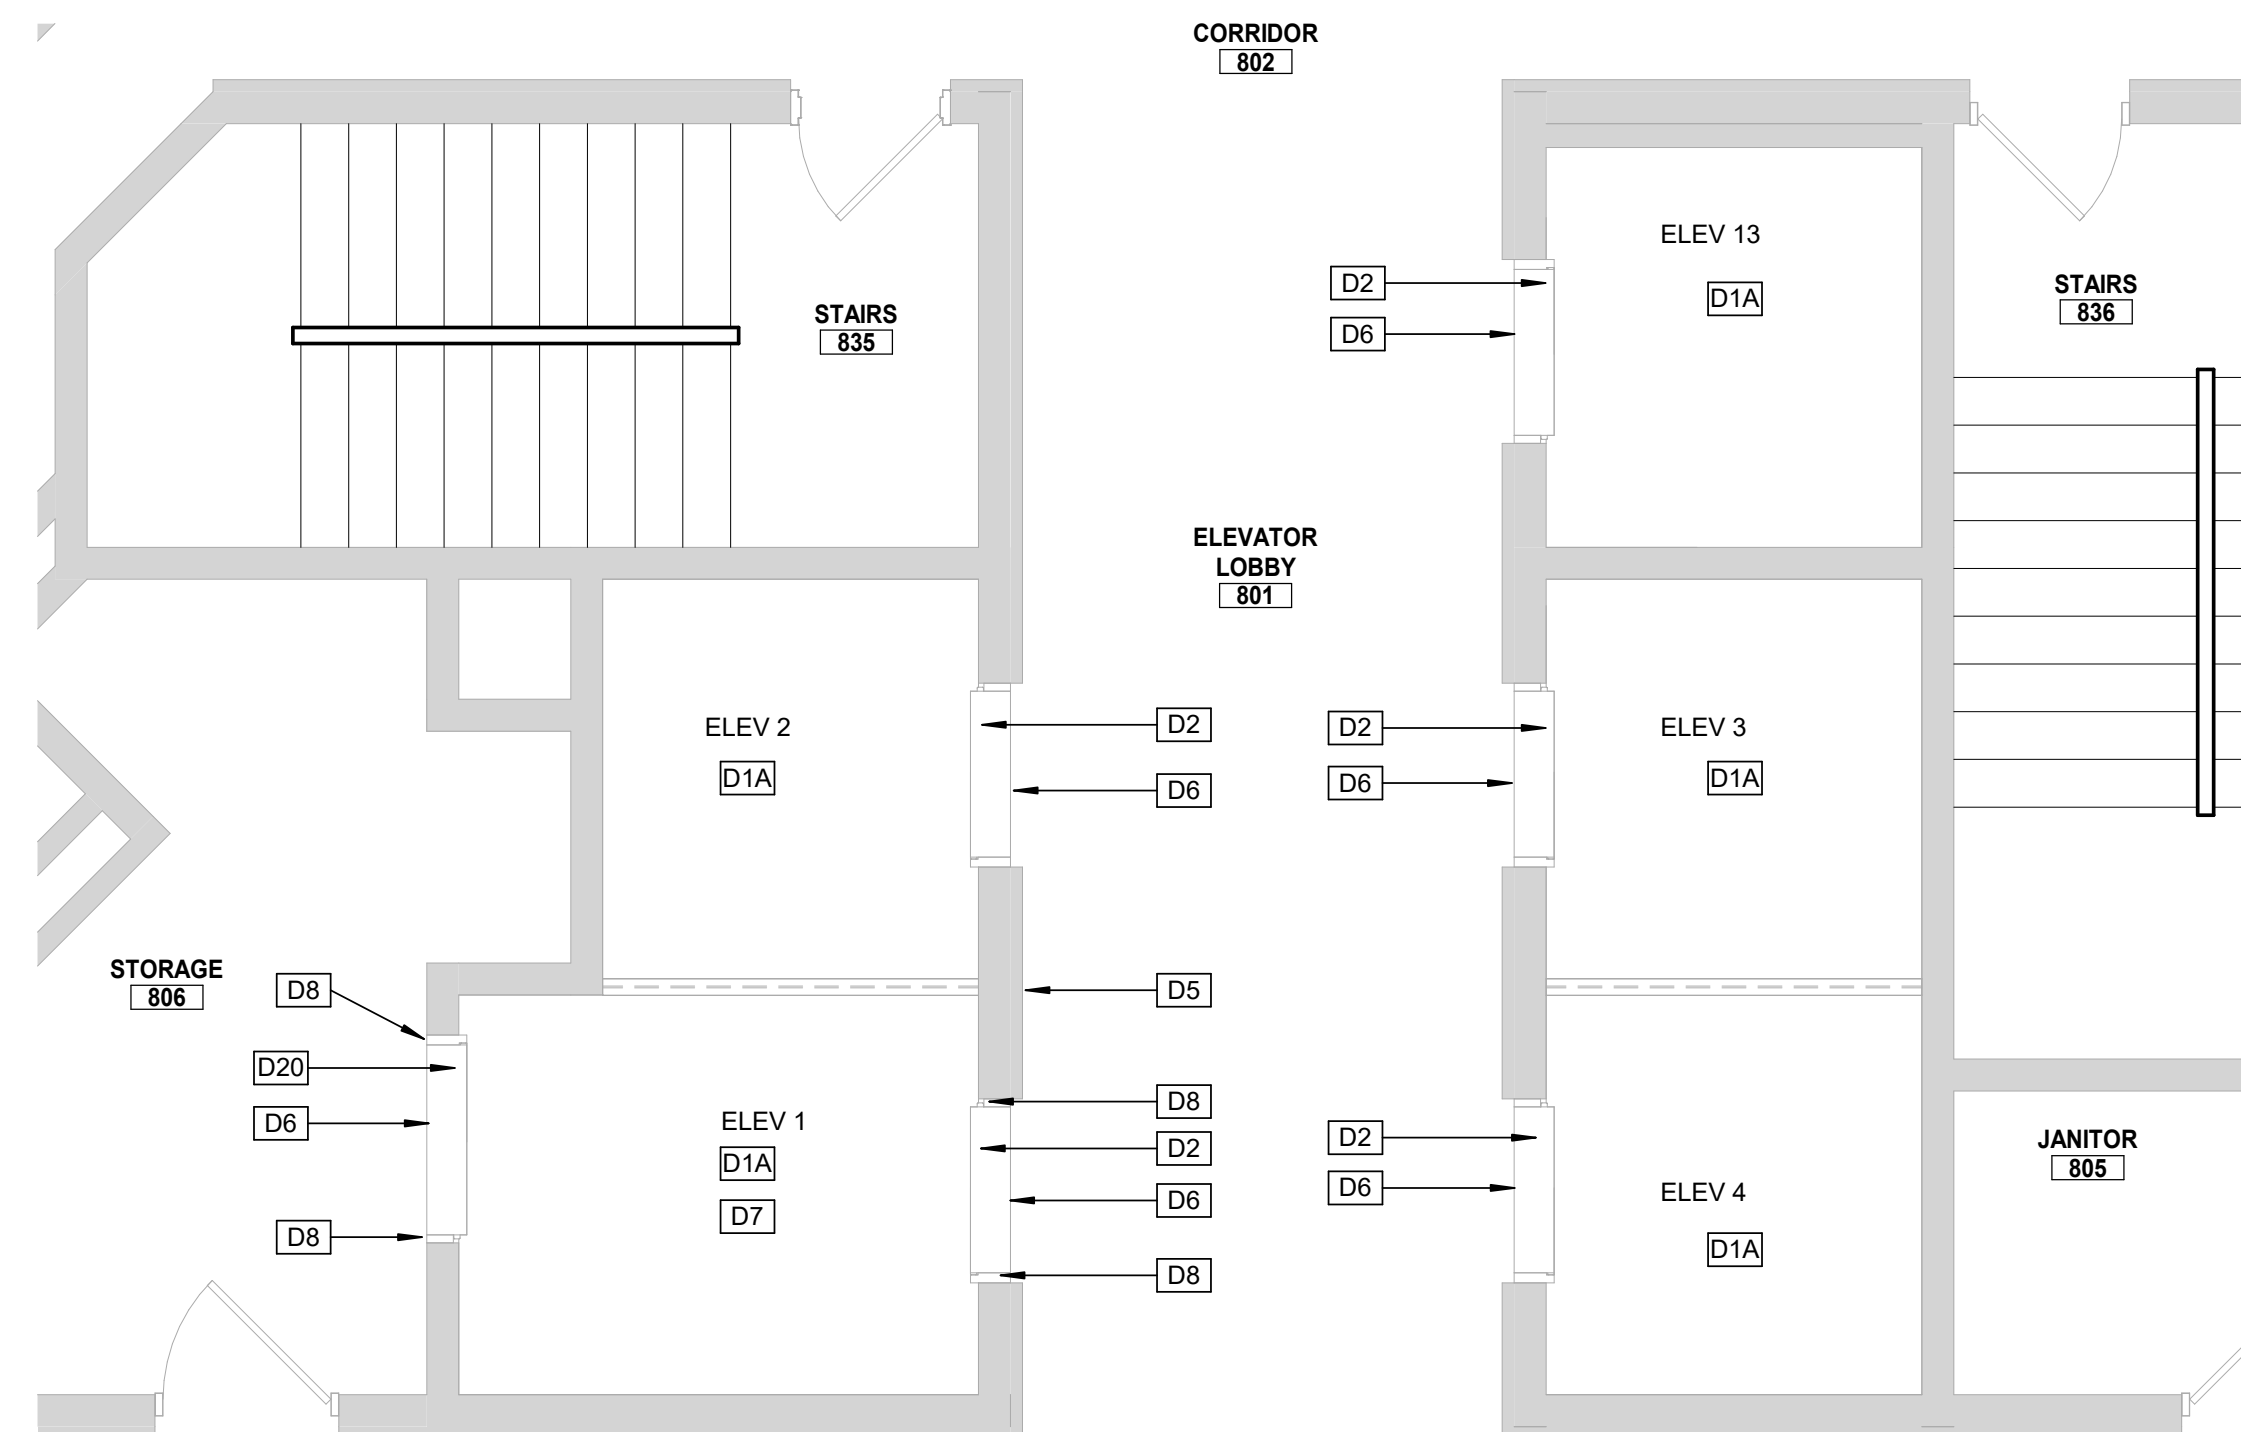 CORRIDOR
802
ELEV 13
D2
D1A
D6
STAIRS
836
STAIRS
835
ELEVATOR
LOBBY
801
ELEV 2
D1A
D2
D6
D2
D6
ELEV 3
D1A
STORAGE
806
D8
D20
D6
D8
D5
ELEV 1
D1A
D7
D8
D2
D6
D8
D2
D6
ELEV 4
D1A
JANITOR
805